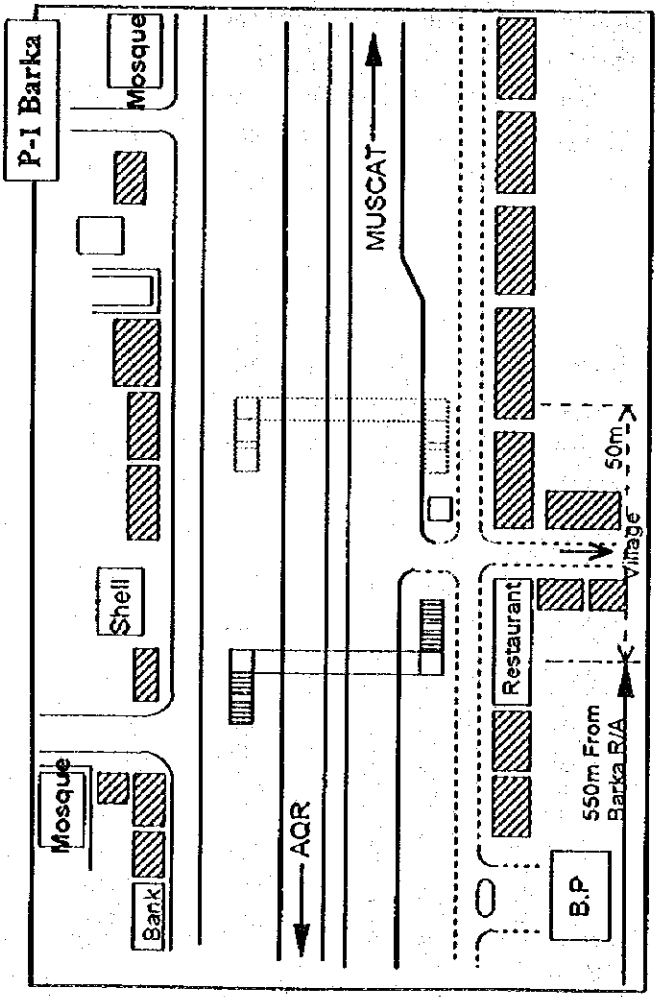 P-1 Barka
Mosque
Mosque
Shell
Bank
MUSCAT
AQR
Restaurant
50m
Village
550m From
Barka R/A
B.P